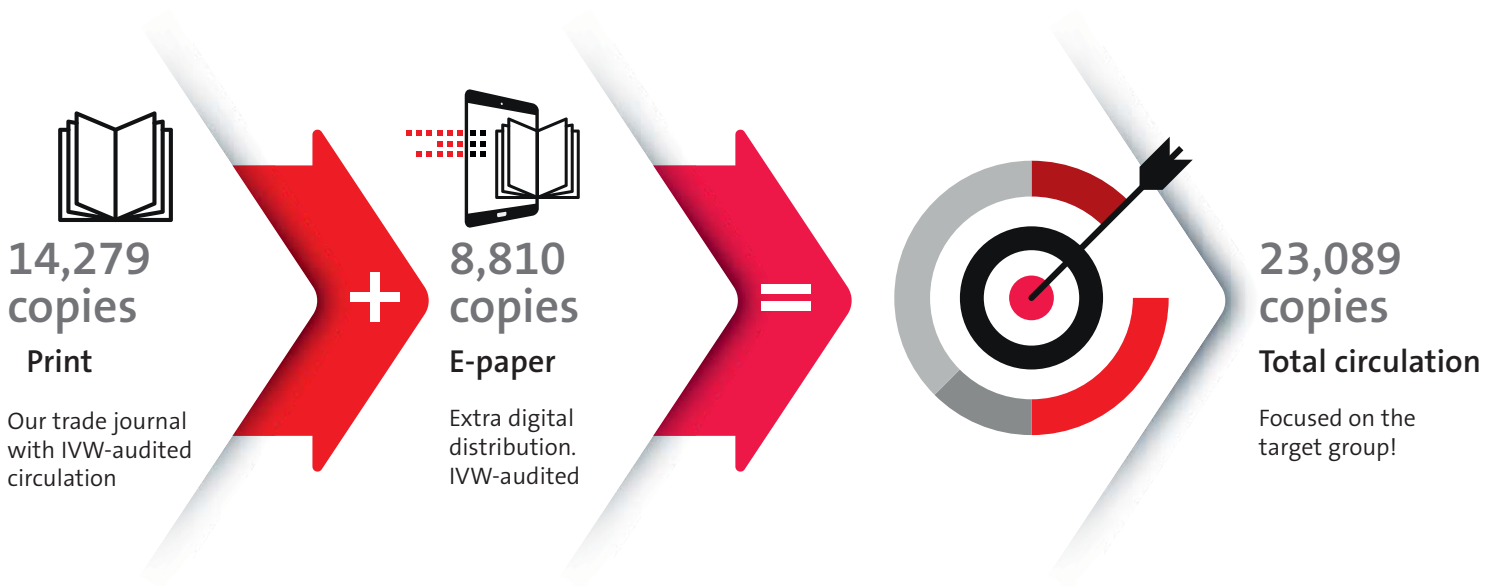 14,279
copies
Print
Our trade journal
with IVW-audited
circulation
+
8,810
copies
E-paper
Extra digital
distribution.
IVW-audited
=
23,089
copies
Total circulation
Focused on the
target group!